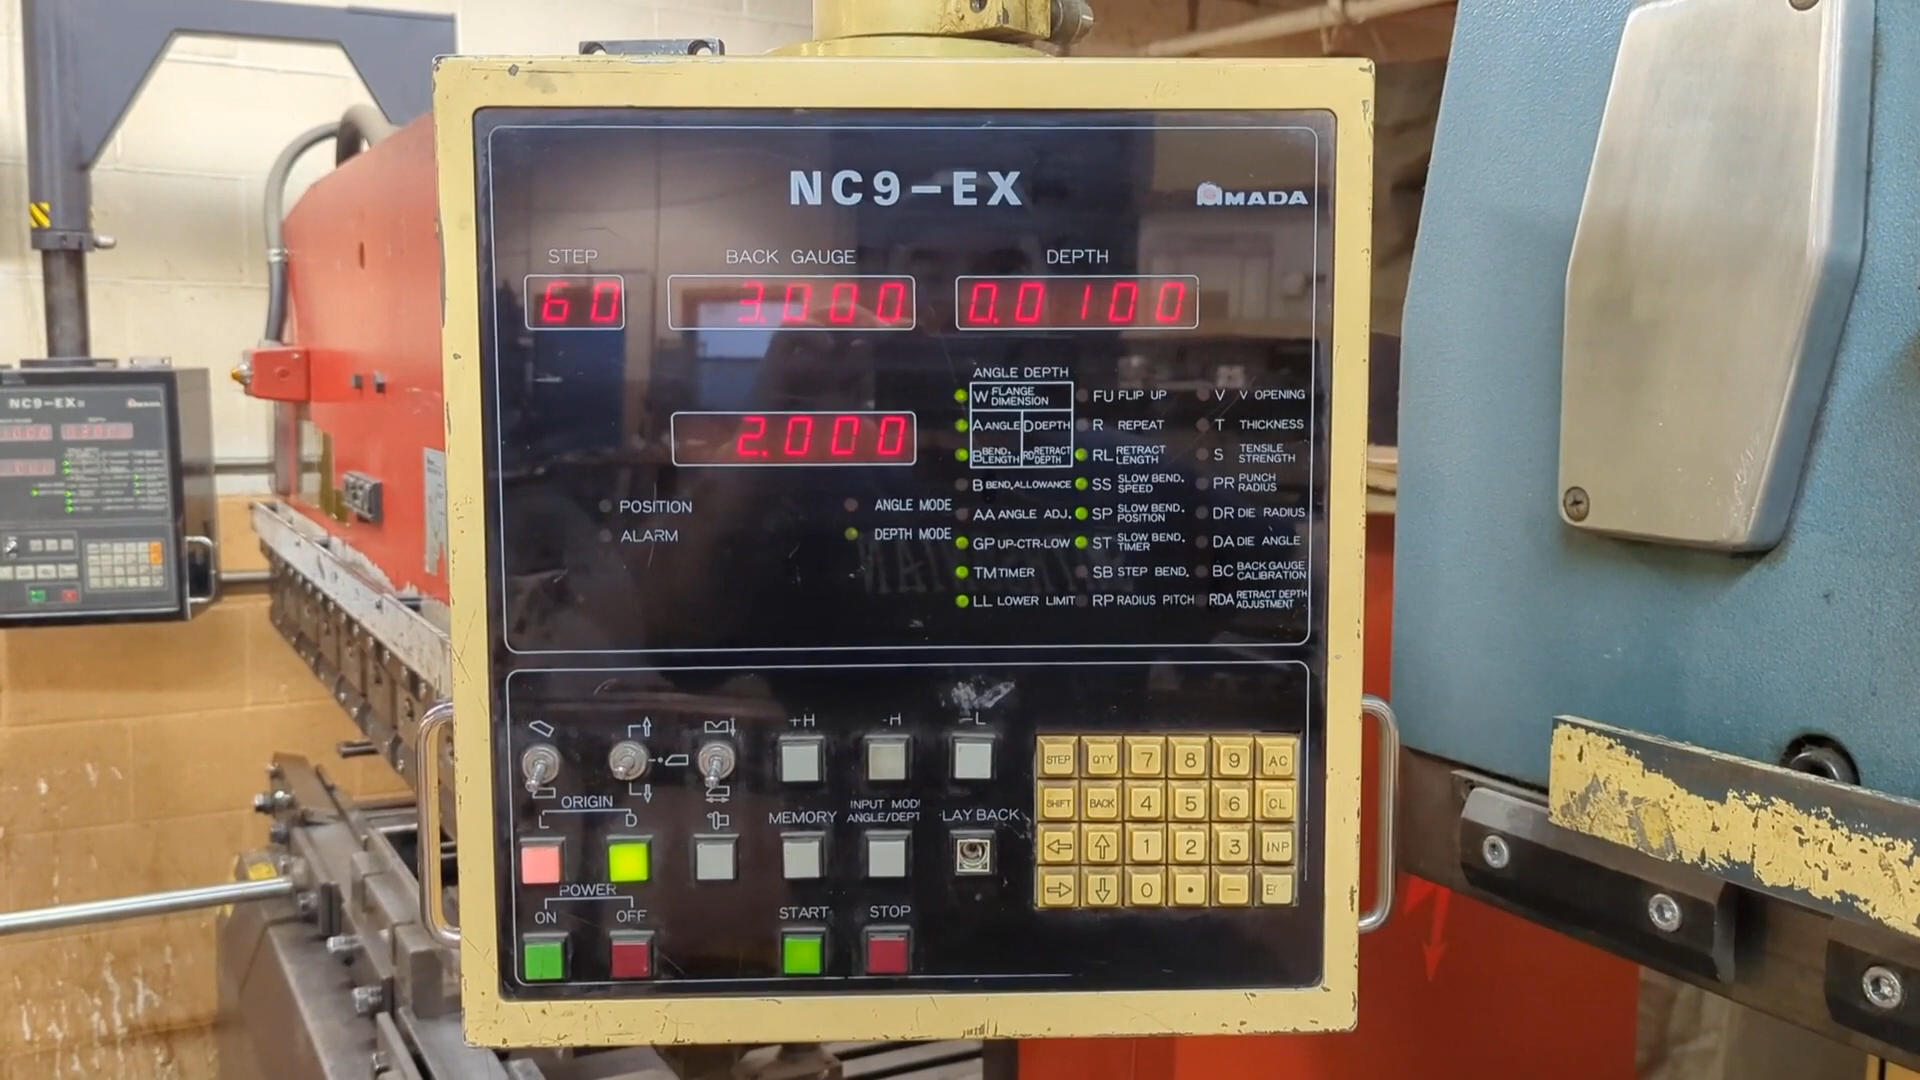 NC9-EX
AMADA
STEP
BACK GAUGE
DEPTH
60
3.000
0.0100
2.000
POSITION
ALARM
ANGLE MODE
DEPTH MODE
ANGLE DEPTH
W FLANGE DIMENSION
A ANGLE D DEPTH
B BEND. LENGTH RD RETRACT DEPTH
B BEND. ALLOWANCE
AA ANGLE ADJ.
GP UP-CTR-LOW
TM TIMER
LL LOWER LIMIT
FU FLIP UP
R REPEAT
RL RETRACT LENGTH
SS SLOW BEND. SPEED
SP SLOW BEND. POSITION
ST SLOW BEND. TIMER
SB STEP BEND.
RP RADIUS PITCH
V V OPENING
T THICKNESS
S TENSILE STRENGTH
PR PUNCH RADIUS
DR DIE RADIUS
DA DIE ANGLE
BC BACK GAUGE CALIBRATION
RDA RETRACT DEPTH ADJUSTMENT
+H -H -L
ORIGIN
L D
MEMORY
INPUT MOD
ANGLE/DEPT
LAY BACK
POWER
ON OFF
START STOP
STEP QTY 7 8 9 AC
SHIFT BACK 4 5 6 CL
← ↑ 1 2 3 INP
→ ↓ 0 • −
NC9-EX
AMADA